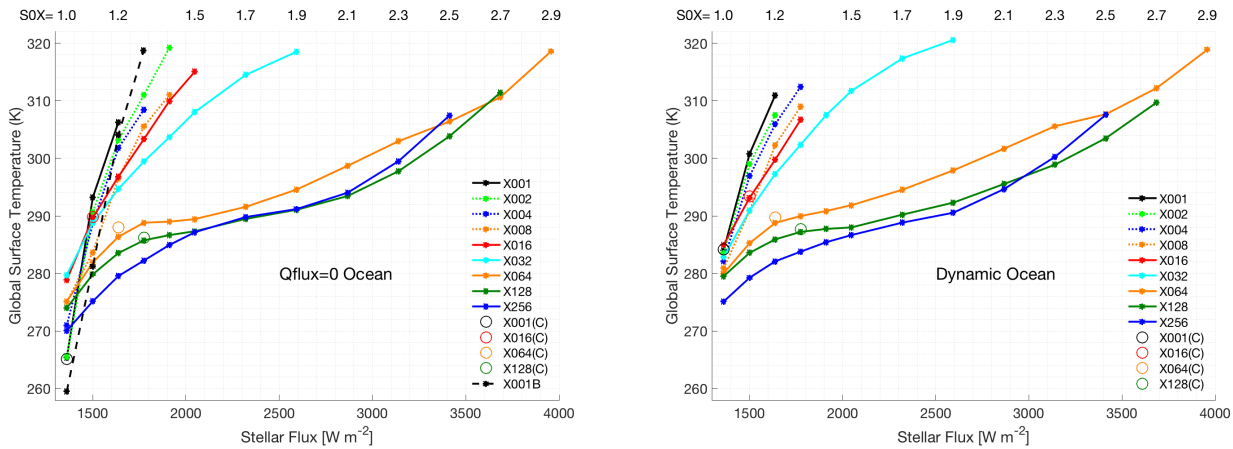 S0X= 1.0 1.2 1.5 1.7 1.9 2.1 2.3 2.5 2.7 2.9
320
310
300
290
280
270
260
Global Surface Temperature (K)
Qflux=0 Ocean
X001
X002
X004
X008
X016
X032
X064
X128
X256
X001(C)
X016(C)
X064(C)
X128(C)
X001B
1500 2000 2500 3000 3500 4000
Stellar Flux [W m-2]
S0X= 1.0 1.2 1.5 1.7 1.9 2.1 2.3 2.5 2.7 2.9
320
310
300
290
280
270
260
Global Surface Temperature (K)
Dynamic Ocean
X001
X002
X004
X008
X016
X032
X064
X128
X256
X001(C)
X016(C)
X064(C)
X128(C)
1500 2000 2500 3000 3500 4000
Stellar Flux [W m-2]